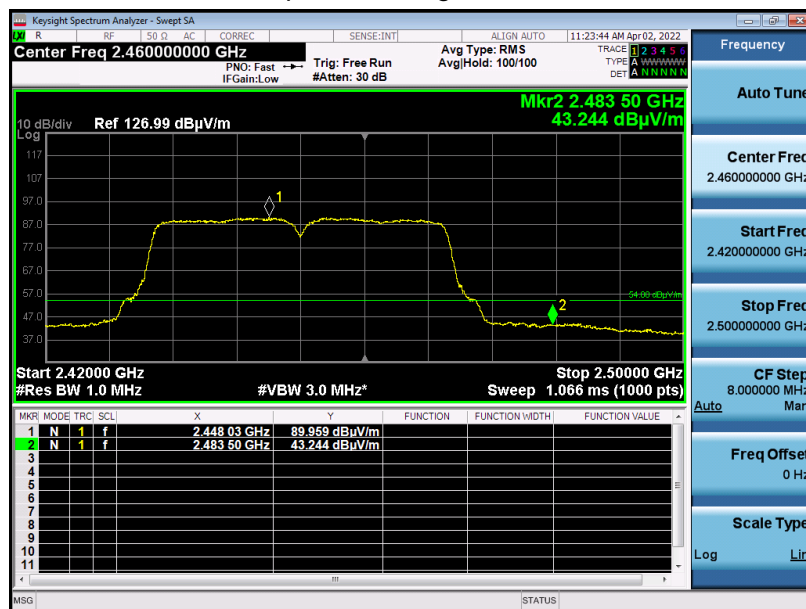 Keysight Spectrum Analyzer - Swept SA
LXI R RF 50 Ω AC CORREC SENSE:INT ALIGN AUTO 11:23:44 AM Apr 02, 2022
Center Freq 2.460000000 GHz
PNO: Fast
IFGain:Low
Trig: Free Run
#Atten: 30 dB
Avg Type: RMS
Avg|Hold: 100/100
TRACE 1 2 3 4 5 6
TYPE A WWWWW
DET A N N N N N
Mkr2 2.483 50 GHz
43.244 dBµV/m
10 dB/div Ref 126.99 dBµV/m
Log
117
107
97.0
87.0
77.0
67.0
57.0
47.0
37.0
1
2
54.00 dBµV/m
Start 2.42000 GHz Stop 2.50000 GHz
#Res BW 1.0 MHz #VBW 3.0 MHz* Sweep 1.066 ms (1000 pts)
MKR MODE TRC SCL X Y FUNCTION FUNCTION WIDTH FUNCTION VALUE
1 N 1 f 2.448 03 GHz 89.959 dBµV/m
2 N 1 f 2.483 50 GHz 43.244 dBµV/m
3
4
5
6
7
8
9
10
11
MSG STATUS
Frequency
Auto Tune
Center Freq
2.460000000 GHz
Start Freq
2.420000000 GHz
Stop Freq
2.500000000 GHz
CF Step
8.000000 MHz
Auto Man
Freq Offset
0 Hz
Scale Type
Log Lin